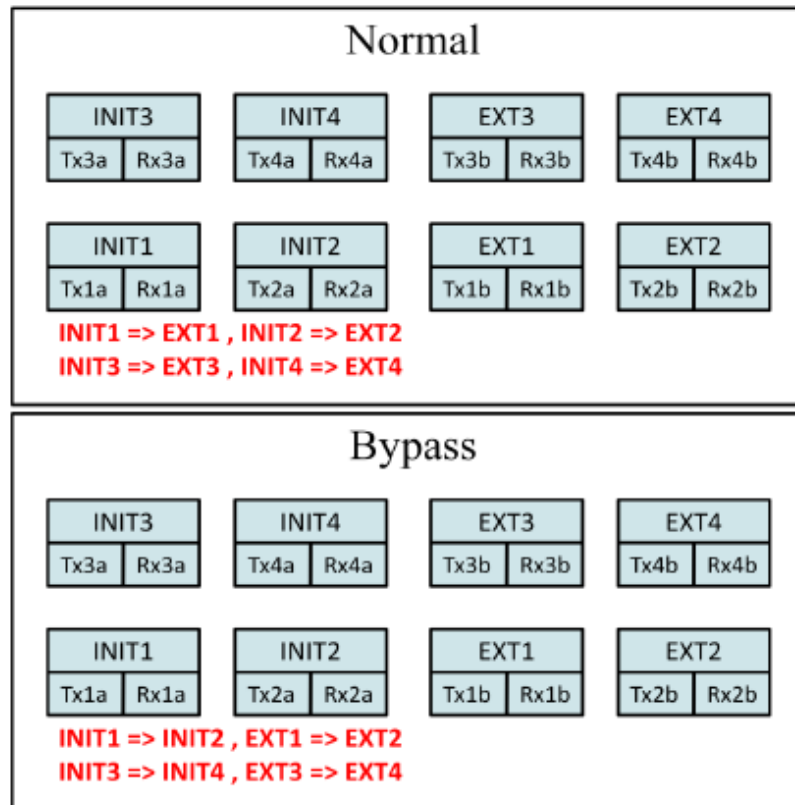 Normal
INIT3 INIT4 EXT3 EXT4
Tx3a Rx3a Tx4a Rx4a Tx3b Rx3b Tx4b Rx4b
INIT1 INIT2 EXT1 EXT2
Tx1a Rx1a Tx2a Rx2a Tx1b Rx1b Tx2b Rx2b
INIT1 => EXT1 , INIT2 => EXT2
INIT3 => EXT3 , INIT4 => EXT4
Bypass
INIT3 INIT4 EXT3 EXT4
Tx3a Rx3a Tx4a Rx4a Tx3b Rx3b Tx4b Rx4b
INIT1 INIT2 EXT1 EXT2
Tx1a Rx1a Tx2a Rx2a Tx1b Rx1b Tx2b Rx2b
INIT1 => INIT2 , EXT1 => EXT2
INIT3 => INIT4 , EXT3 => EXT4